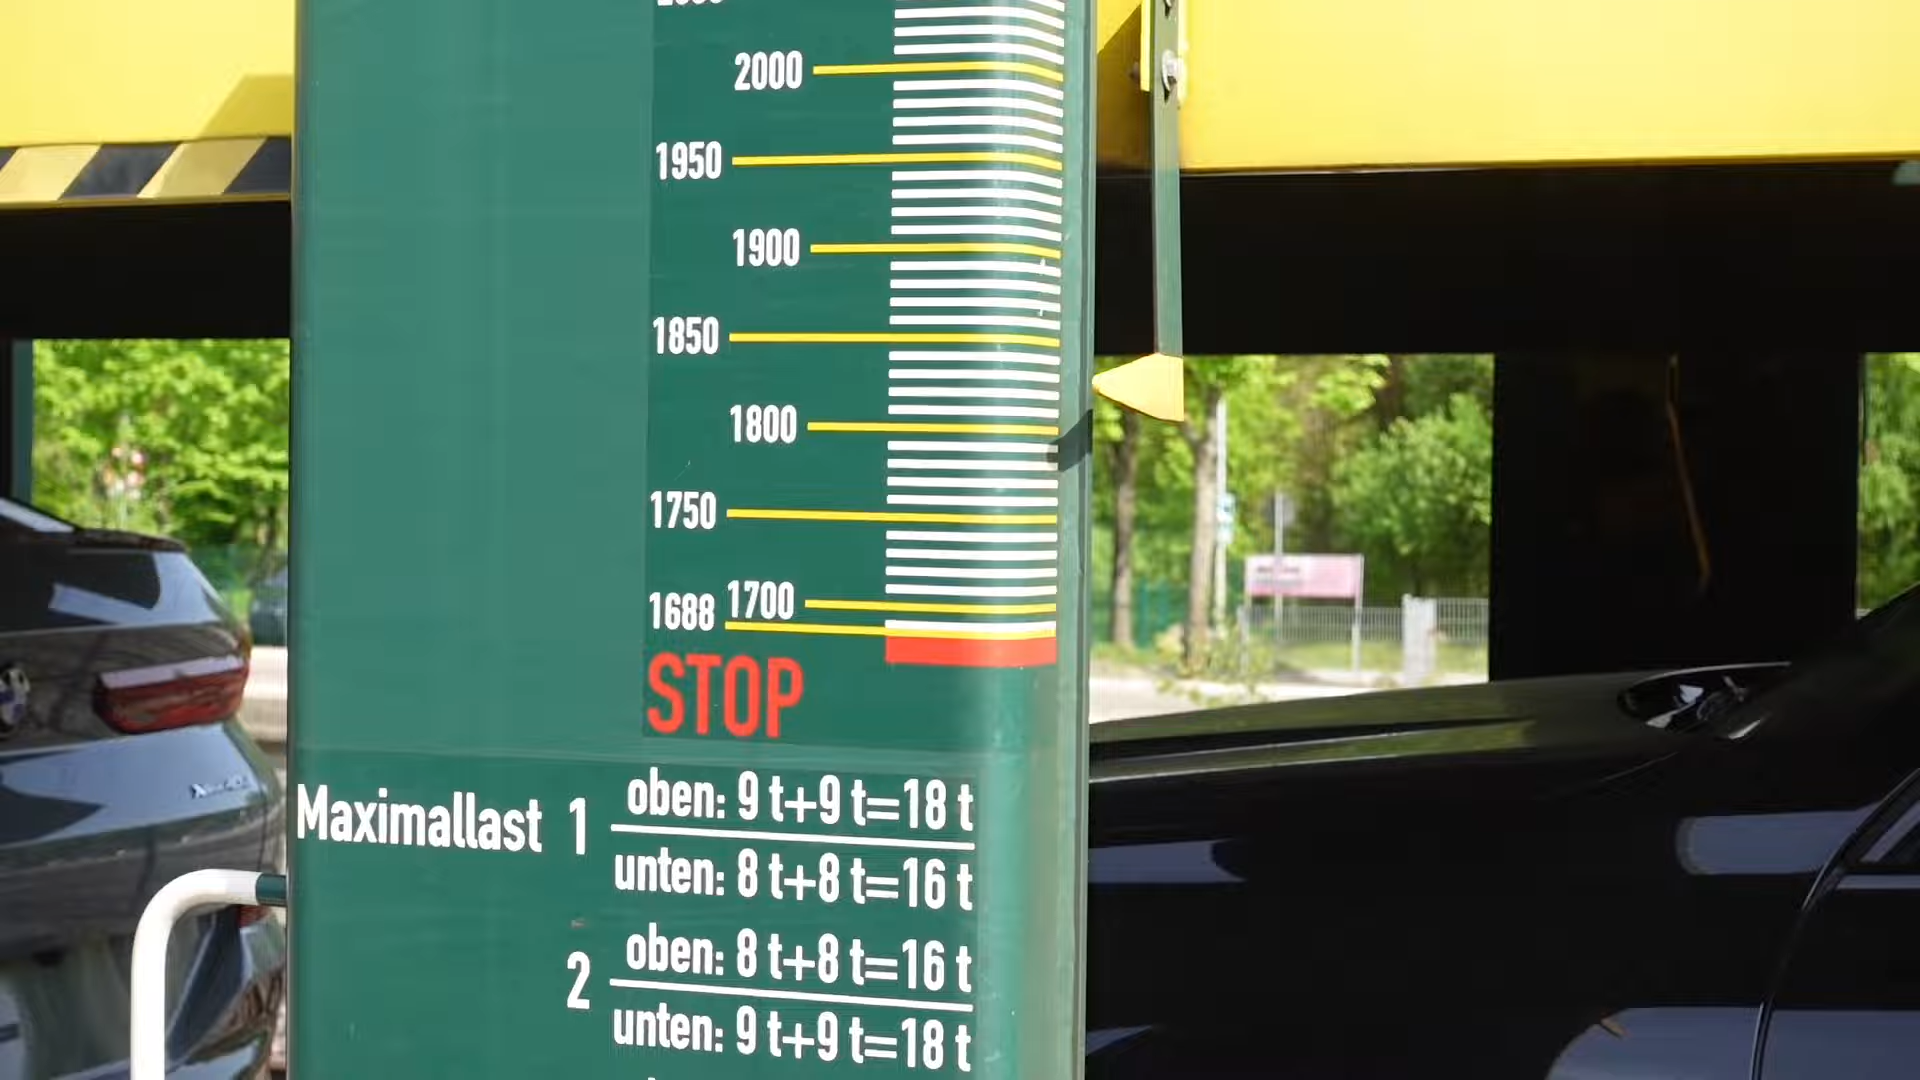 2000
1950
1900
1850
1800
1750
1700
1688
STOP
Maximallast 1 oben: 9 t+9 t=18 t
unten: 8 t+8 t=16 t
2 oben: 8 t+8 t=16 t
unten: 9 t+9 t=18 t